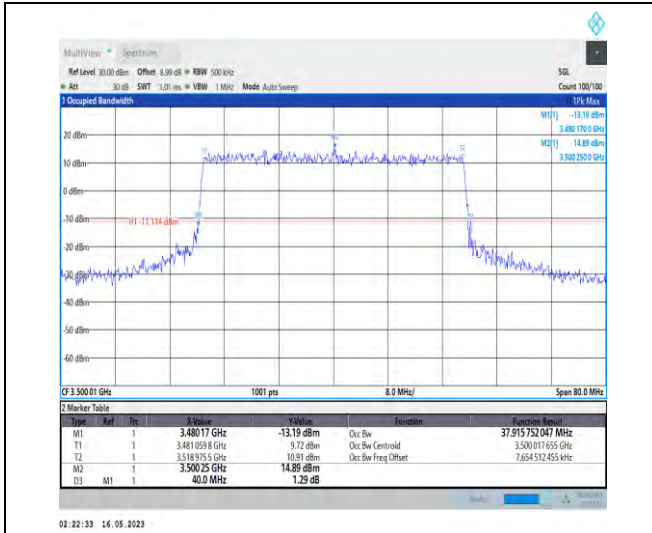 MultiView Spectrum
Ref Level 30.00 dBm Offset 8.99 dB RBW 500 kHz SGL
Att 30 dB SWT 1.01 ms VBW 1 MHz Mode Auto Sweep Count 100/100
1 Occupied Bandwidth 1Pk Max
M1[1] -13.19 dBm
3.480 170 0 GHz
M2[1] 14.89 dBm
3.500 250 0 GHz
20 dBm
10 dBm
0 dBm
-10 dBm
H1 -11.114 dBm
-30 dBm
-40 dBm
-50 dBm
-60 dBm
CF 3.500 01 GHz 1001 pts 8.0 MHz/ Span 80.0 MHz
2 Marker Table
Type Ref Trc X-Value Y-Value Function Function Result
M1 1 3.480 17 GHz -13.19 dBm Occ Bw 37.915 752 047 MHz
T1 1 3.481 059 8 GHz 9.72 dBm Occ Bw Centroid 3.500 017 655 GHz
T2 1 3.518 975 5 GHz 10.91 dBm Occ Bw Freq Offset 7.654 512 455 kHz
M2 1 3.500 25 GHz 14.89 dBm
D3 M1 1 40.0 MHz 1.29 dB
02:22:33 16.05.2023